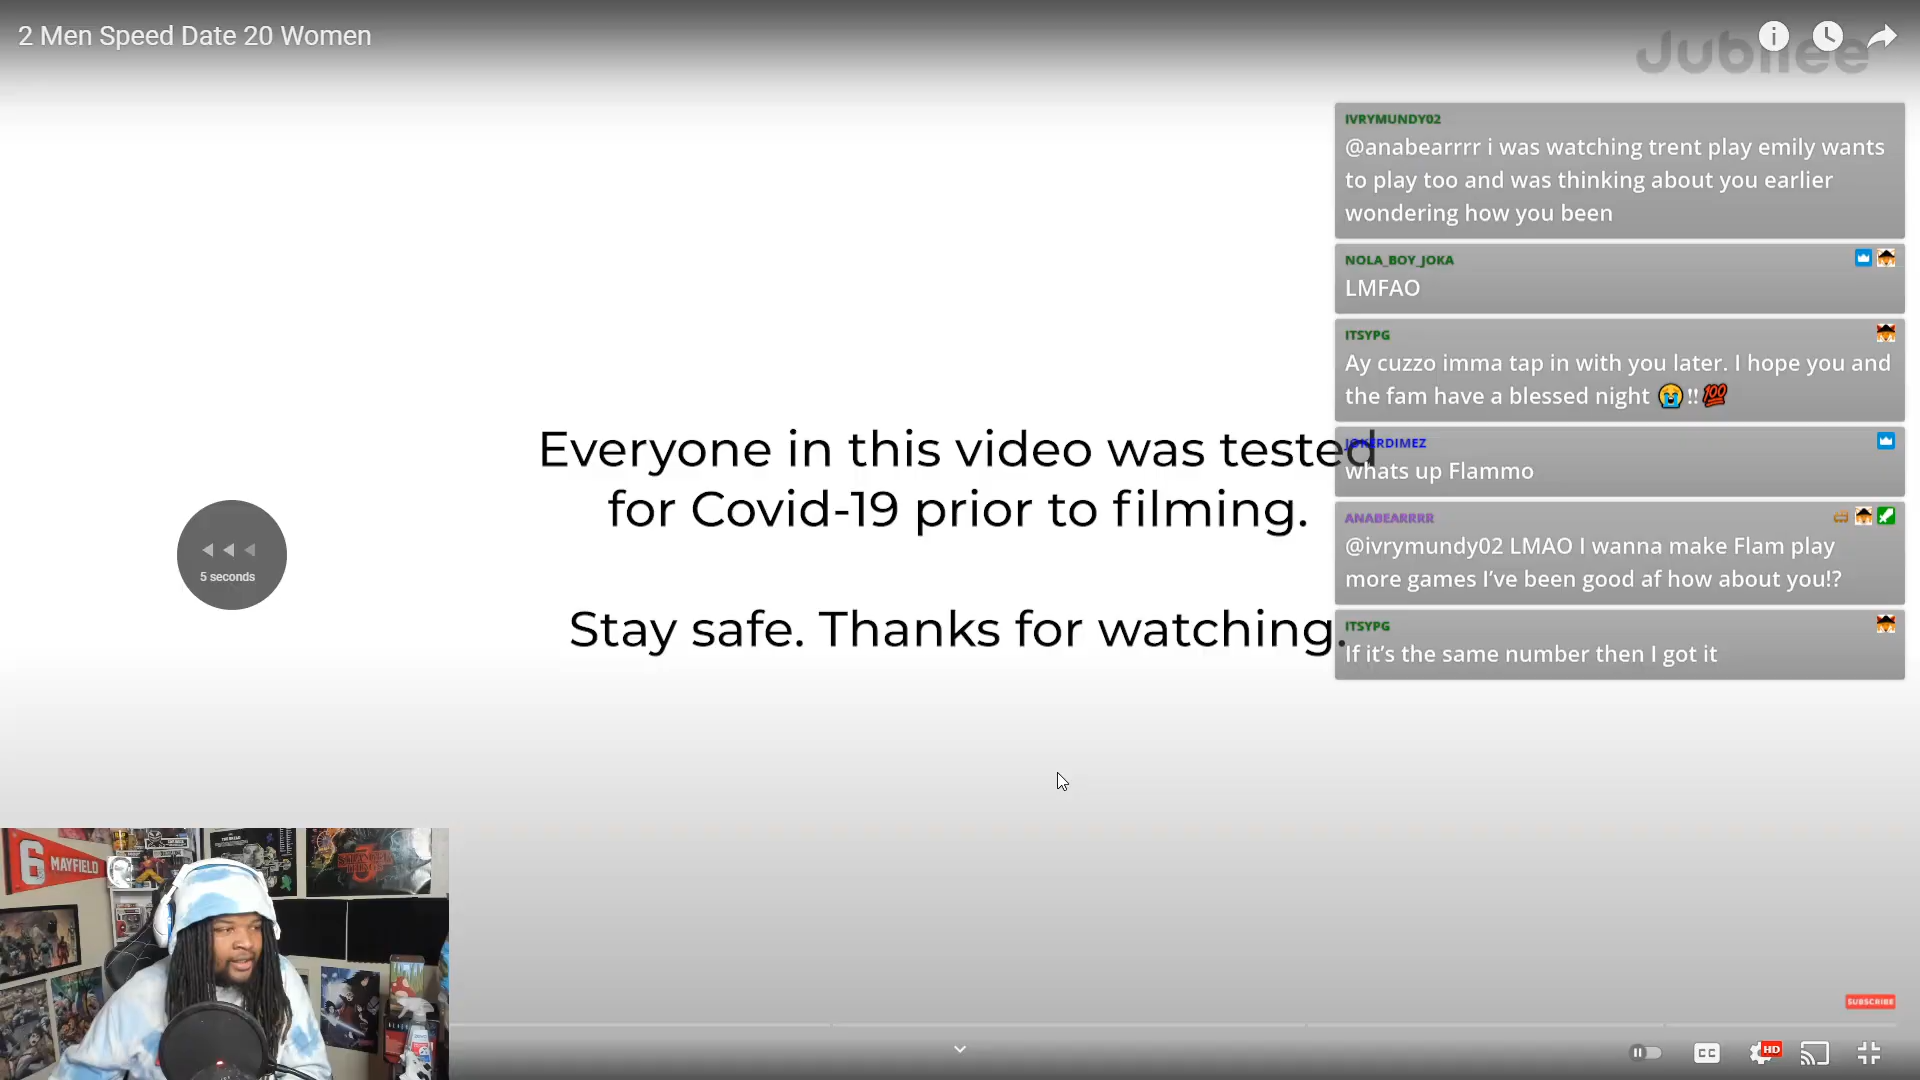 2 Men Speed Date 20 Women
Jubilee
IVRYMUNDY02
@anabearrrr i was watching trent play emily wants
to play too and was thinking about you earlier
wondering how you been
NOLA_BOY_JOKA
LMFAO
ITSYPG
Ay cuzzo imma tap in with you later. I hope you and
the fam have a blessed night 😭‼💯
JOKERDIMEZ
whats up Flammo
ANABEARRRR
@ivrymundy02 LMAO I wanna make Flam play
more games I’ve been good af how about you!?
ITSYPG
If it’s the same number then I got it
Everyone in this video was tested
for Covid-19 prior to filming.
Stay safe. Thanks for watching.
5 seconds
6 MAYFIELD
SUBSCRIBE
CC
HD